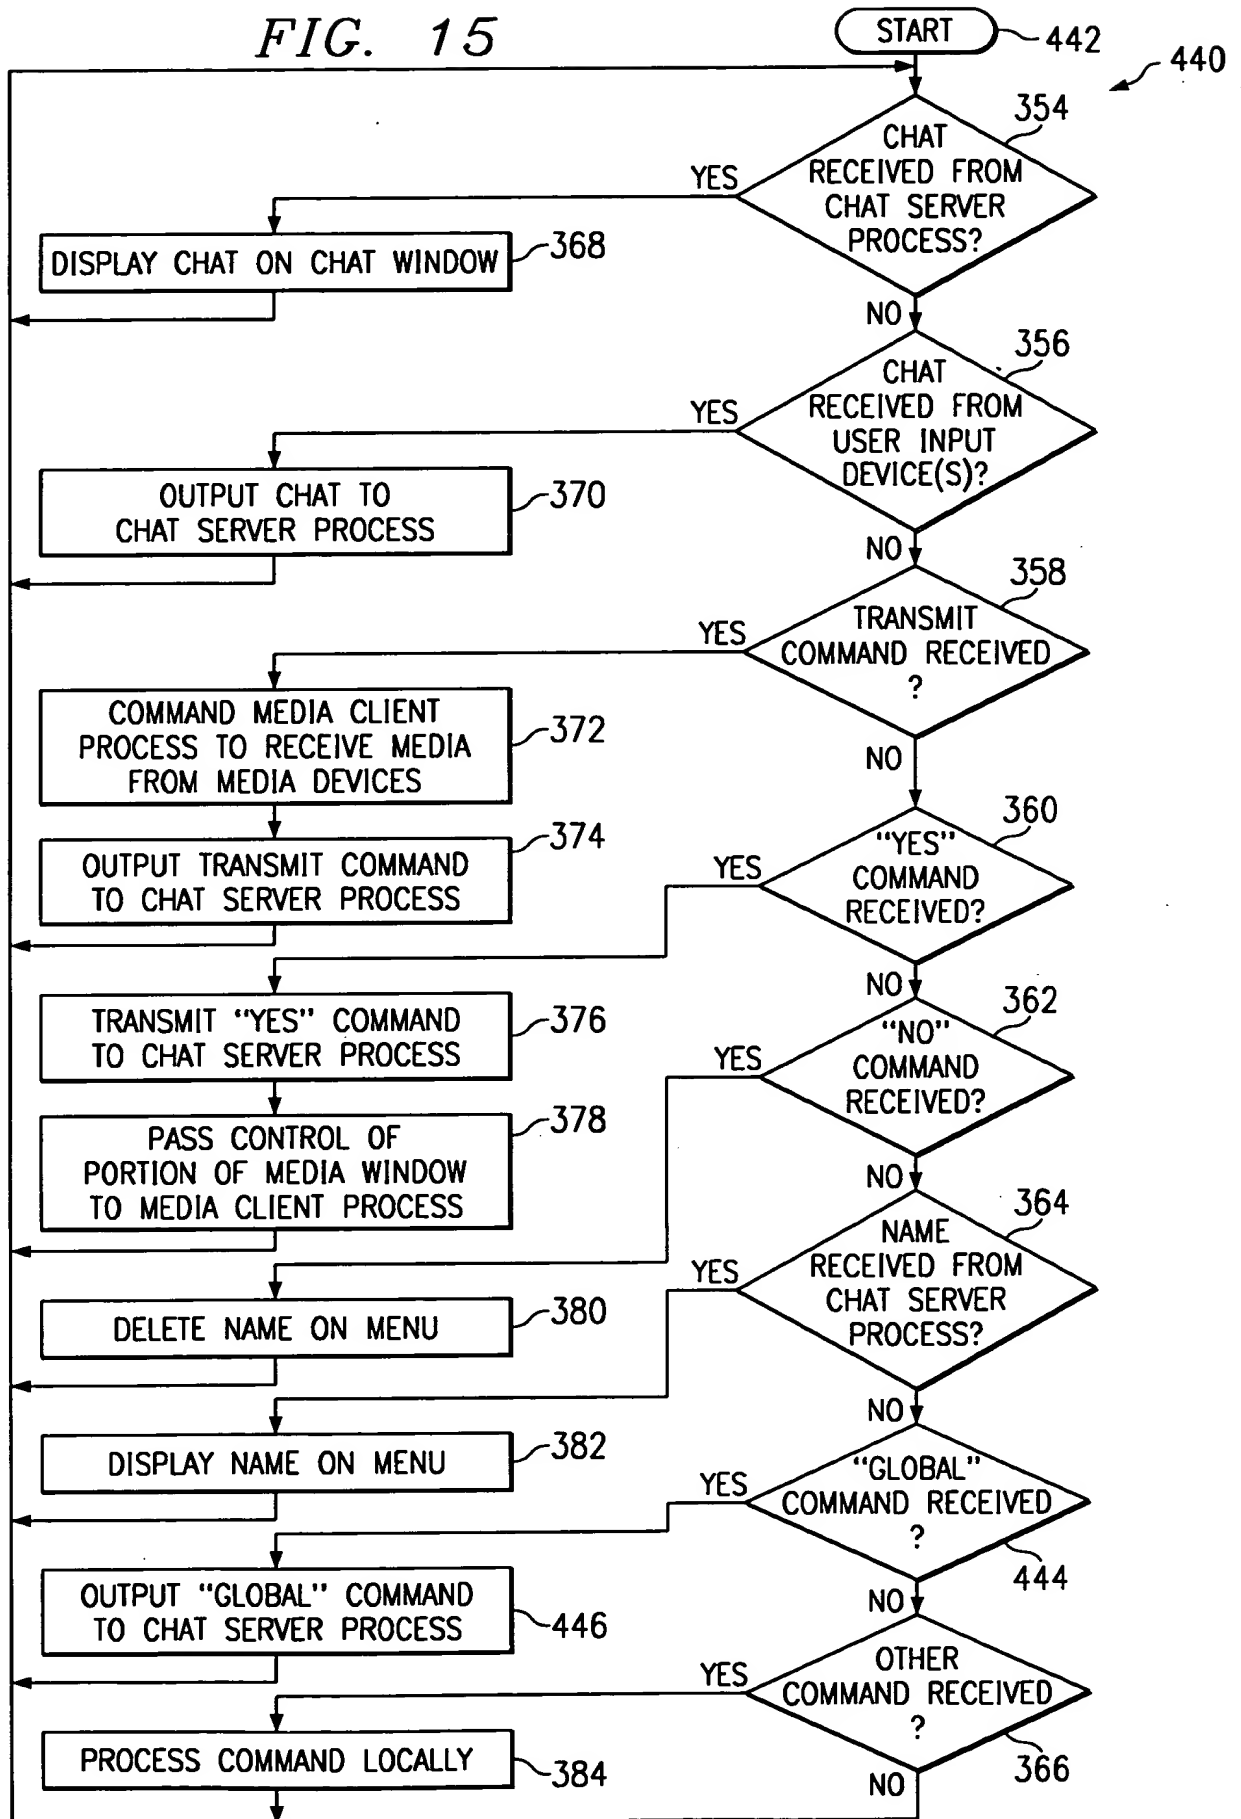 FIG. 15
START
442
440
354
CHAT
RECEIVED FROM
CHAT SERVER
PROCESS?
YES
DISPLAY CHAT ON CHAT WINDOW
368
NO
356
CHAT
RECEIVED FROM
USER INPUT
DEVICE(S)?
YES
OUTPUT CHAT TO
CHAT SERVER PROCESS
370
NO
358
TRANSMIT
COMMAND RECEIVED
?
YES
COMMAND MEDIA CLIENT
PROCESS TO RECEIVE MEDIA
FROM MEDIA DEVICES
372
NO
OUTPUT TRANSMIT COMMAND
TO CHAT SERVER PROCESS
374
360
"YES"
COMMAND
RECEIVED?
YES
TRANSMIT "YES" COMMAND
TO CHAT SERVER PROCESS
376
NO
362
"NO"
COMMAND
RECEIVED?
YES
PASS CONTROL OF
PORTION OF MEDIA WINDOW
TO MEDIA CLIENT PROCESS
378
NO
364
NAME
RECEIVED FROM
CHAT SERVER
PROCESS?
YES
DELETE NAME ON MENU
380
NO
DISPLAY NAME ON MENU
382
"GLOBAL"
COMMAND RECEIVED
?
YES
444
OUTPUT "GLOBAL" COMMAND
TO CHAT SERVER PROCESS
446
NO
OTHER
COMMAND RECEIVED
?
YES
366
PROCESS COMMAND LOCALLY
384
NO